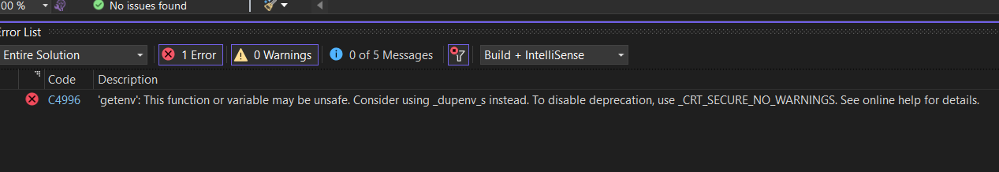 00 %
No issues found
Error List
Entire Solution
1 Error
0 Warnings
0 of 5 Messages
Build + IntelliSense
Code
Description
C4996
'getenv': This function or variable may be unsafe. Consider using _dupenv_s instead. To disable deprecation, use _CRT_SECURE_NO_WARNINGS. See online help for details.